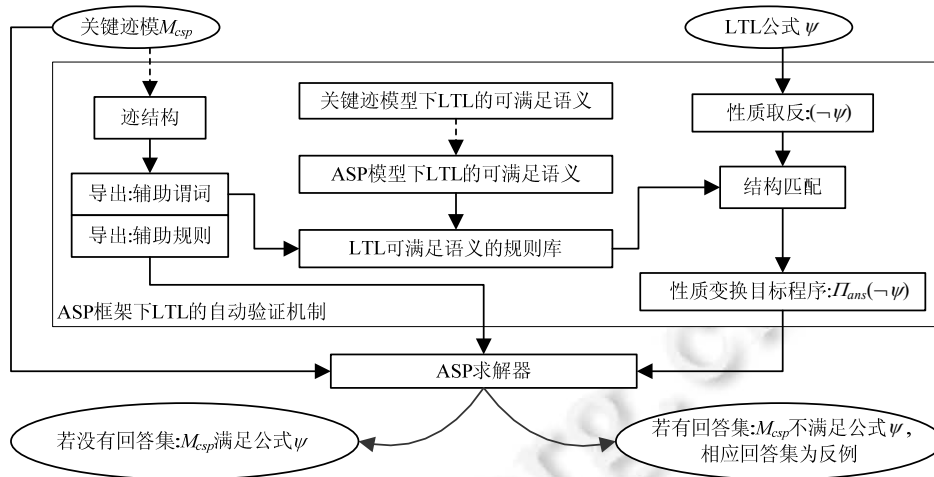 关键迹模M_csp
LTL公式 ψ
迹结构
关键迹模型下LTL的可满足语义
性质取反:(¬ψ)
导出:辅助谓词
ASP模型下LTL的可满足语义
结构匹配
导出:辅助规则
LTL可满足语义的规则库
性质变换目标程序:Π_ans(¬ψ)
ASP框架下LTL的自动验证机制
ASP求解器
若没有回答集:M_csp满足公式ψ
若有回答集:M_csp不满足公式ψ,
相应回答集为反例